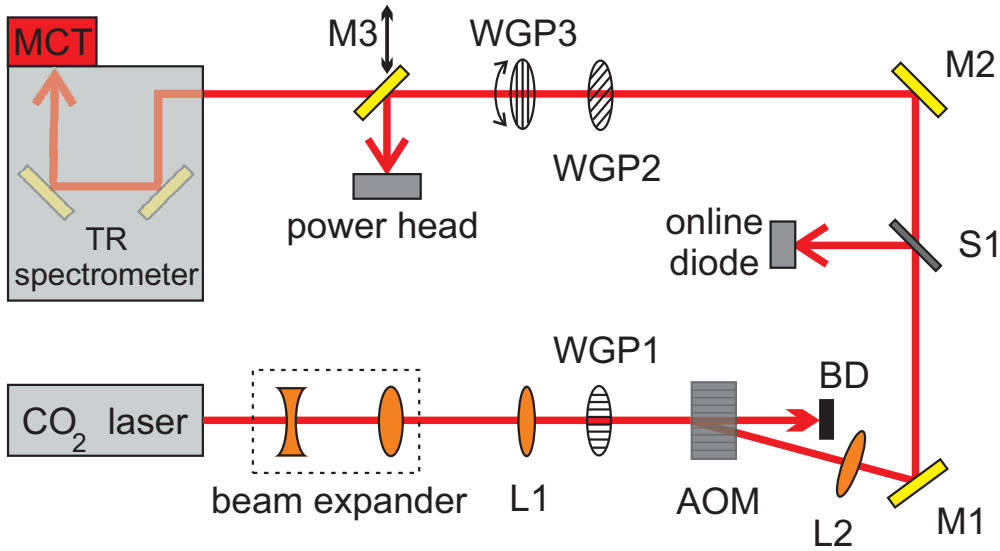 MCT
M3
WGP3
M2
WGP2
power head
TR
spectrometer
online
diode
S1
WGP1
BD
CO₂ laser
beam expander
L1
AOM
L2
M1